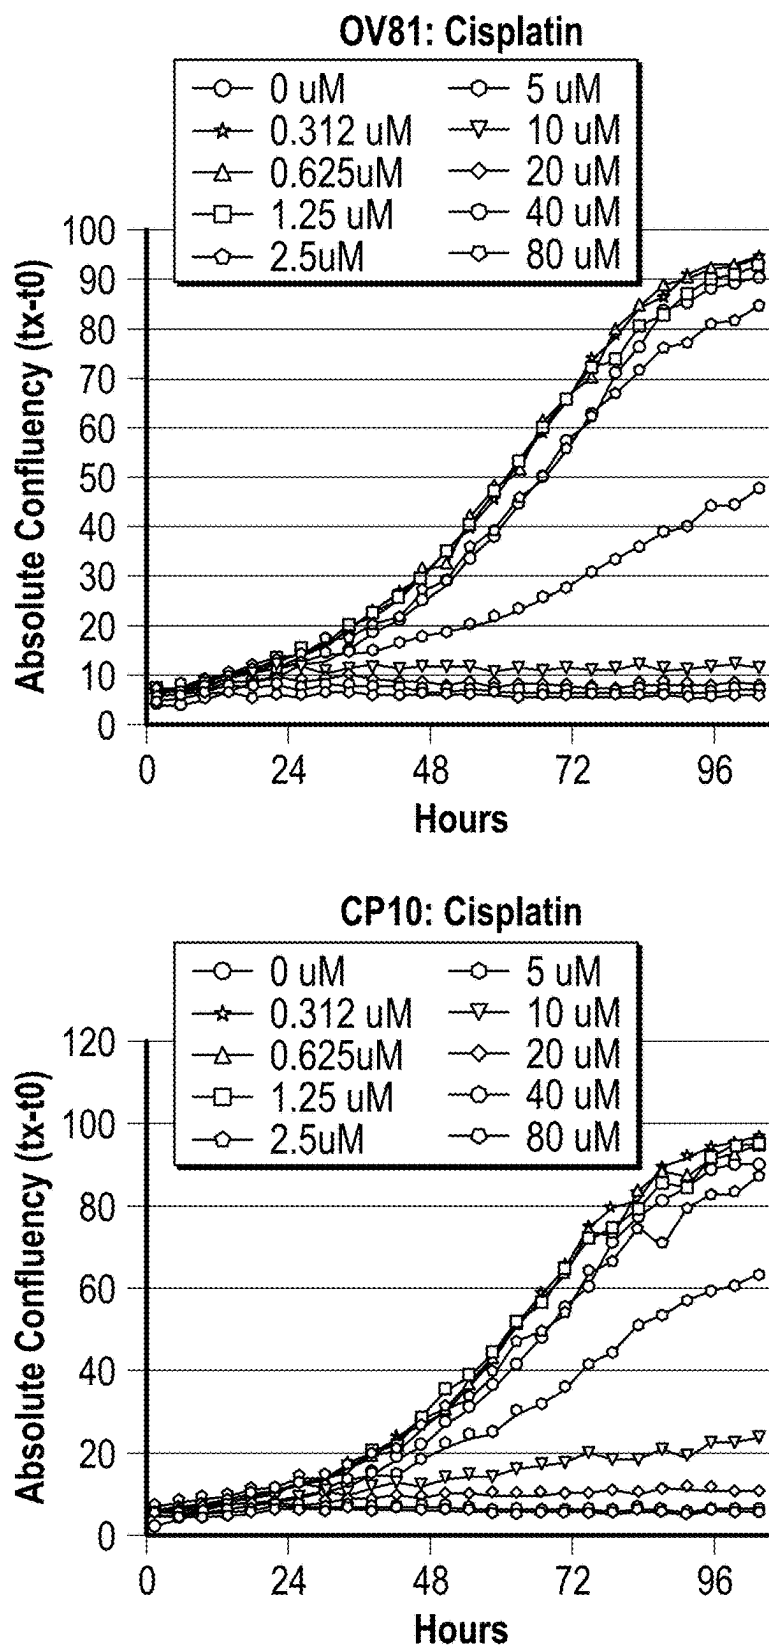 OV81: Cisplatin
0 uM
0.312 uM
0.625uM
1.25 uM
2.5uM
5 uM
10 uM
20 uM
40 uM
80 uM
Absolute Confluency (tx-t0)
100
90
80
70
60
50
40
30
20
10
0
0 24 48 72 96
Hours
CP10: Cisplatin
0 uM
0.312 uM
0.625uM
1.25 uM
2.5uM
5 uM
10 uM
20 uM
40 uM
80 uM
Absolute Confluency (tx-t0)
120
100
80
60
40
20
0
0 24 48 72 96
Hours